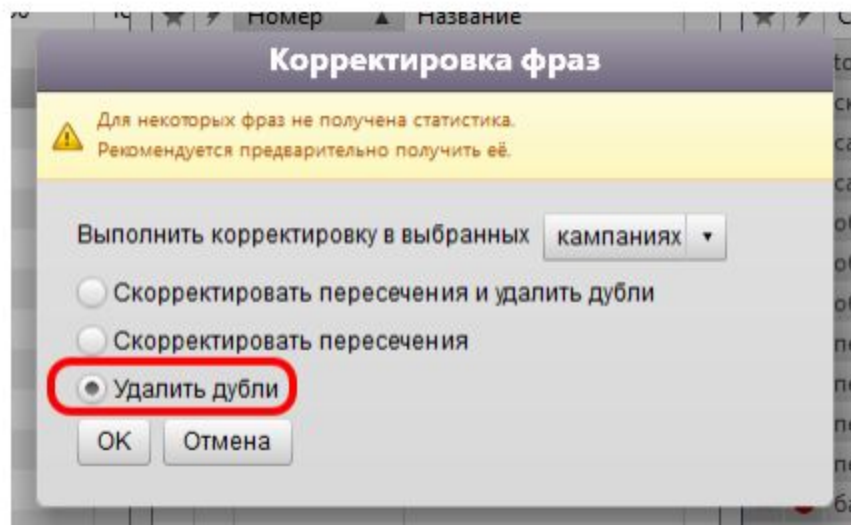 Номер ▲ Название
Корректировка фраз
Для некоторых фраз не получена статистика.
Рекомендуется предварительно получить её.
Выполнить корректировку в выбранных кампаниях
Скорректировать пересечения и удалить дубли
Скорректировать пересечения
Удалить дубли
OK Отмена